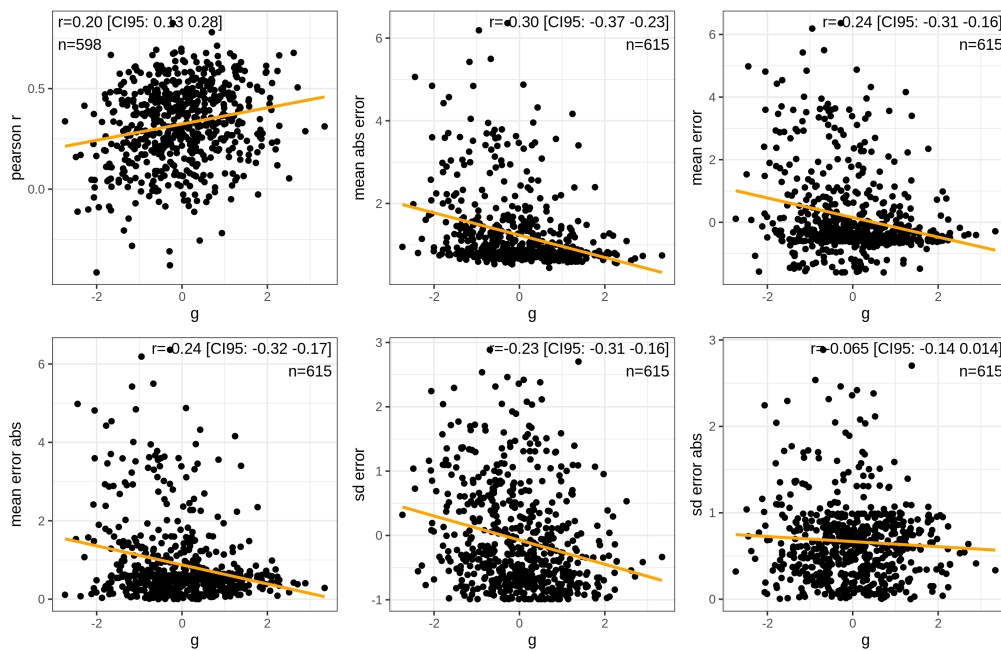 r=0.20 [CI95: 0.13 0.28]
n=598
pearson r
0.5
0.0
-2
0
2
g
r=-0.30 [CI95: -0.37 -0.23]
n=615
mean abs error
6
4
2
-2
0
2
g
r=-0.24 [CI95: -0.31 -0.16]
n=615
mean error
6
4
2
0
-2
0
2
g
r=-0.24 [CI95: -0.32 -0.17]
n=615
mean error abs
6
4
2
0
-2
0
2
g
r=-0.23 [CI95: -0.31 -0.16]
n=615
sd error
3
2
1
0
-1
-2
0
2
g
r=-0.065 [CI95: -0.14 0.014]
n=615
sd error abs
3
2
1
0
-2
0
2
g